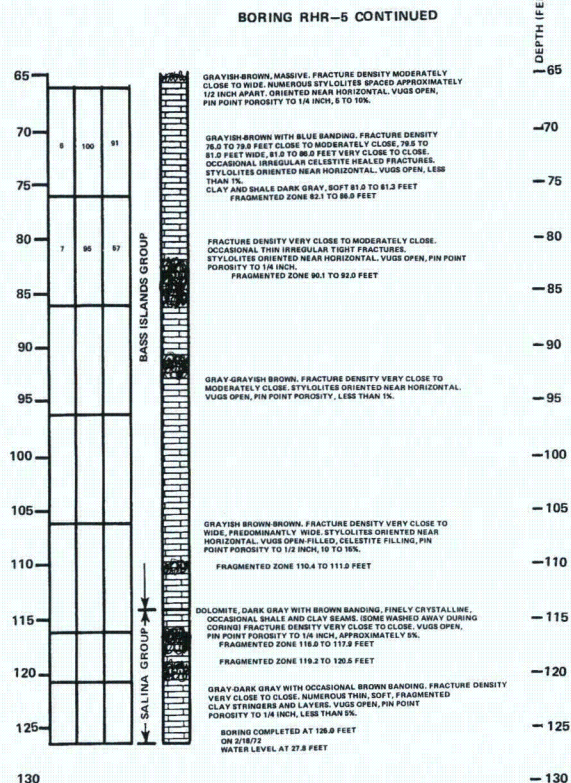 BORING RHR-5 CONTINUED
DEPTH (FE
65
70
75
80
85
90
95
100
105
110
115
120
125
130
6 100 91
7 95 57
BASS ISLANDS GROUP
SALINA GROUP
GRAYISH-BROWN, MASSIVE. FRACTURE DENSITY MODERATELY
CLOSE TO WIDE. NUMEROUS STYLOLITES SPACED APPROXIMATELY
1/2 INCH APART. ORIENTED NEAR HORIZONTAL. VUGS OPEN,
PIN POINT POROSITY TO 1/4 INCH, 5 TO 10%.
GRAYISH-BROWN WITH BLUE BANDING. FRACTURE DENSITY
76.0 TO 79.0 FEET CLOSE TO MODERATELY CLOSE, 79.5 TO
81.0 FEET WIDE, 81.0 TO 86.0 FEET VERY CLOSE TO CLOSE.
OCCASIONAL IRREGULAR CELESTITE HEALED FRACTURES.
STYLOLITES ORIENTED NEAR HORIZONTAL. VUGS OPEN, LESS
THAN 1%.
CLAY AND SHALE DARK GRAY, SOFT 81.0 TO 81.3 FEET
FRAGMENTED ZONE 82.1 TO 86.0 FEET
FRACTURE DENSITY VERY CLOSE TO MODERATELY CLOSE.
OCCASIONAL THIN IRREGULAR TIGHT FRACTURES.
STYLOLITES ORIENTED NEAR HORIZONTAL. VUGS OPEN, PIN POINT
POROSITY TO 1/4 INCH.
FRAGMENTED ZONE 90.1 TO 92.0 FEET
GRAY-GRAYISH BROWN. FRACTURE DENSITY VERY CLOSE TO
MODERATELY CLOSE. STYLOLITES ORIENTED NEAR HORIZONTAL.
VUGS OPEN, PIN POINT POROSITY, LESS THAN 1%.
GRAYISH BROWN-BROWN. FRACTURE DENSITY VERY CLOSE TO
WIDE, PREDOMINANTLY WIDE. STYLOLITES ORIENTED NEAR
HORIZONTAL. VUGS OPEN-FILLED, CELESTITE FILLING, PIN
POINT POROSITY TO 1/2 INCH, 10 TO 15%.
FRAGMENTED ZONE 110.4 TO 111.0 FEET
DOLOMITE, DARK GRAY WITH BROWN BANDING, FINELY CRYSTALLINE,
OCCASIONAL SHALE AND CLAY SEAMS. (SOME WASHED AWAY DURING
CORING) FRACTURE DENSITY VERY CLOSE TO CLOSE. VUGS OPEN,
PIN POINT POROSITY TO 1/4 INCH, APPROXIMATELY 5%.
FRAGMENTED ZONE 116.0 TO 117.9 FEET
FRAGMENTED ZONE 119.2 TO 120.5 FEET
GRAY-DARK GRAY WITH OCCASIONAL BROWN BANDING. FRACTURE DENSITY
VERY CLOSE TO CLOSE. NUMEROUS THIN, SOFT, FRAGMENTED
CLAY STRINGERS AND LAYERS. VUGS OPEN, PIN POINT
POROSITY TO 1/4 INCH, LESS THAN 5%.
BORING COMPLETED AT 126.0 FEET
ON 2/18/72
WATER LEVEL AT 27.8 FEET
65
70
75
80
85
90
95
100
105
110
115
120
125
130